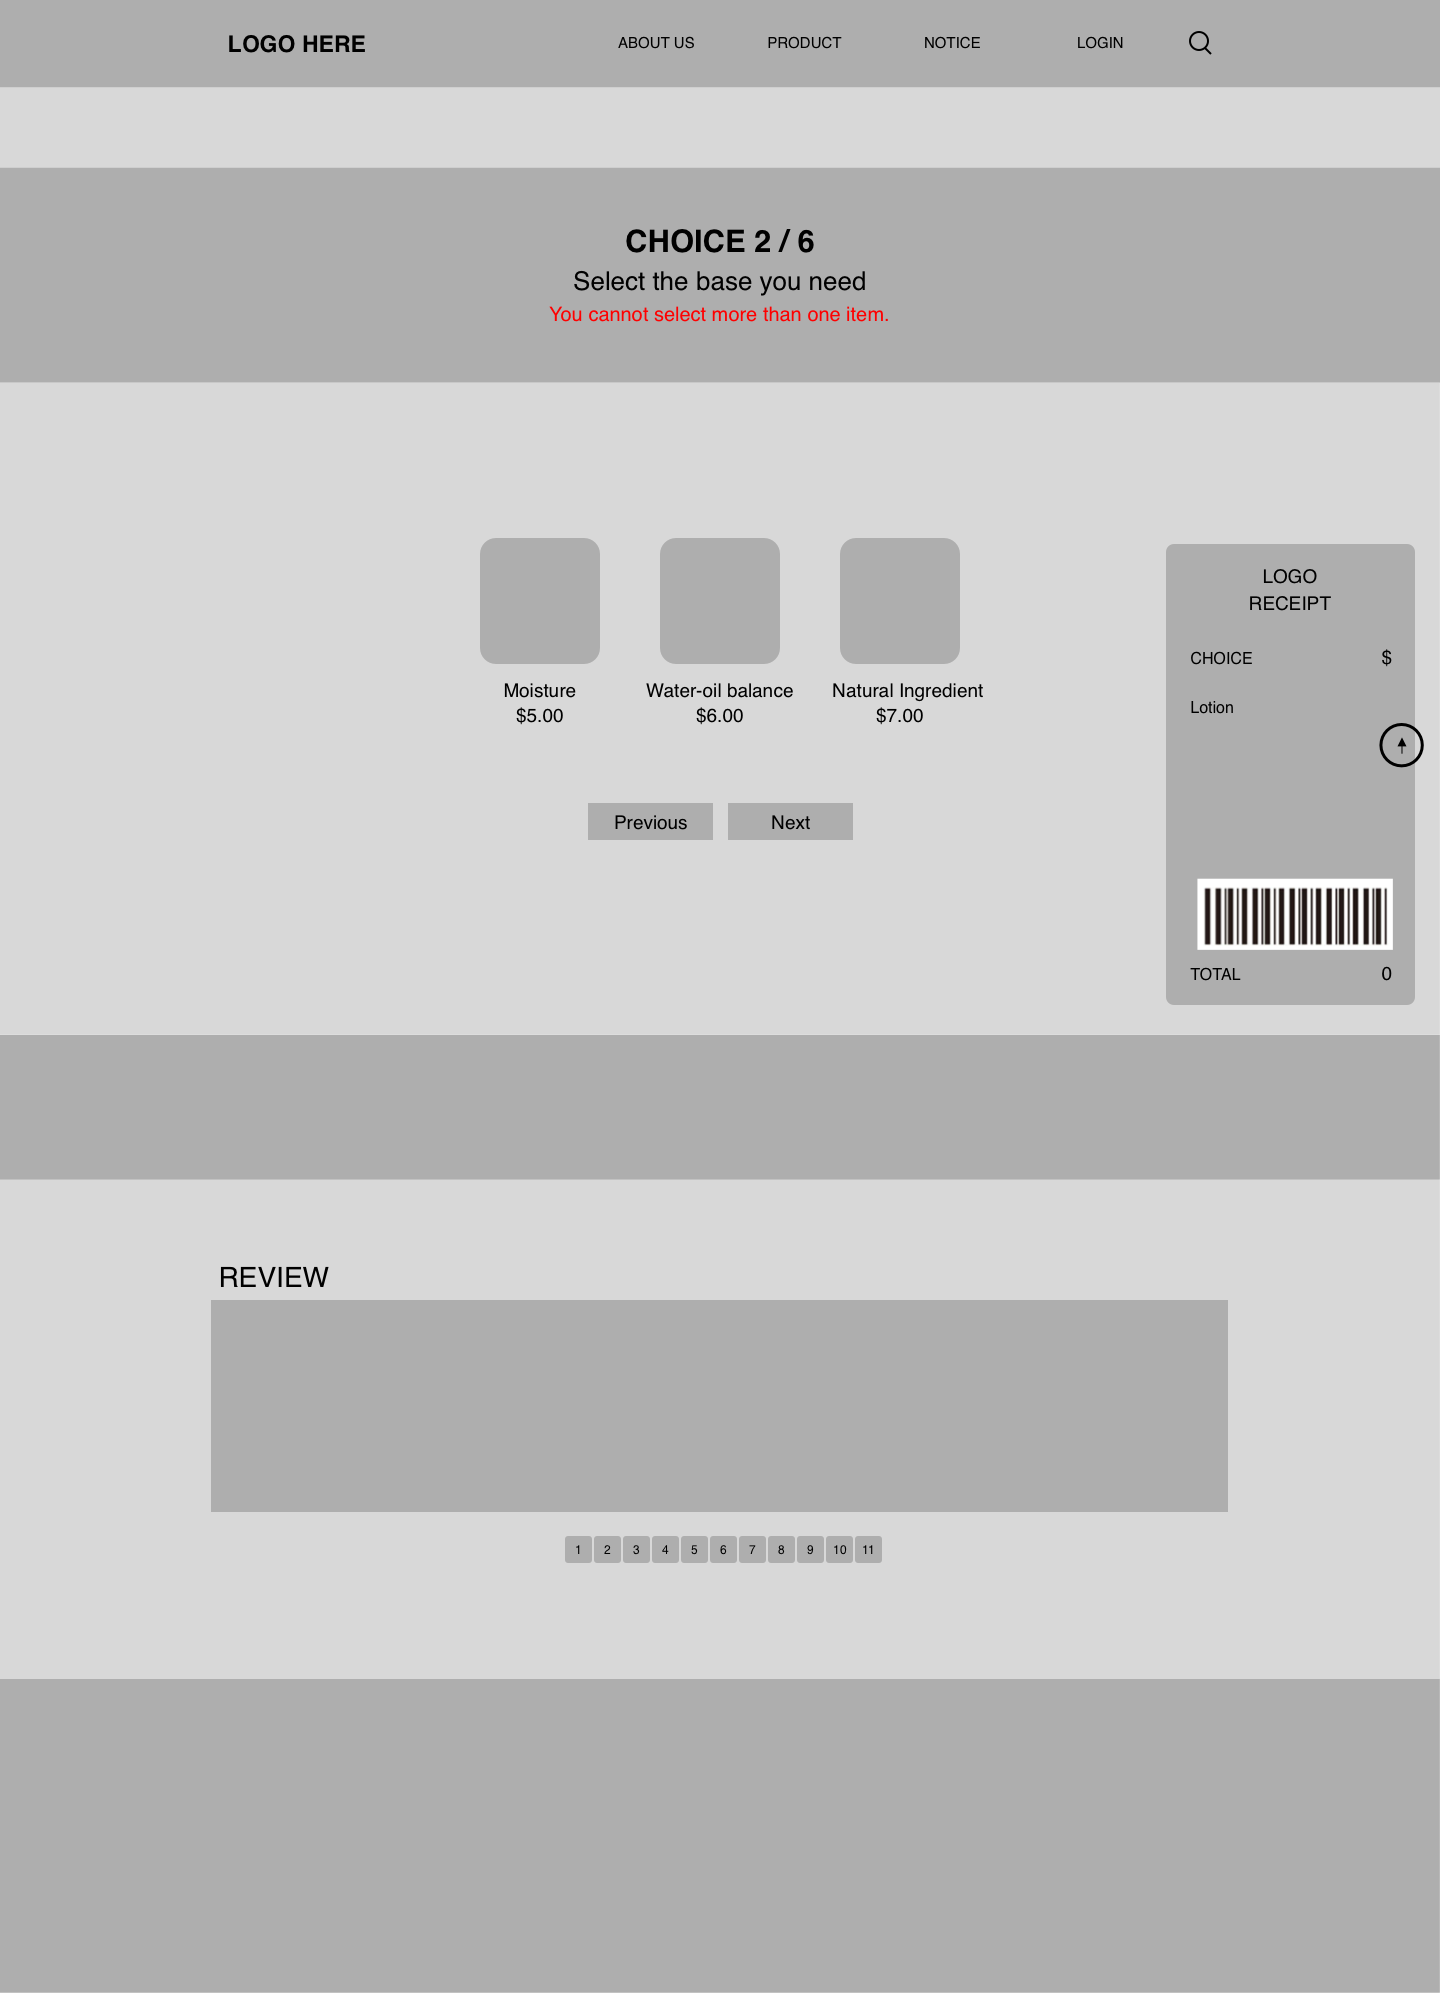 LOGO HERE
ABOUT US
PRODUCT
NOTICE
LOGIN
CHOICE 2 / 6
Select the base you need
You cannot select more than one item.
Moisture
$5.00
Water-oil balance
$6.00
Natural Ingredient
$7.00
Previous
Next
LOGO
RECEIPT
CHOICE $
Lotion
TOTAL 0
REVIEW
1 2 3 4 5 6 7 8 9 10 11